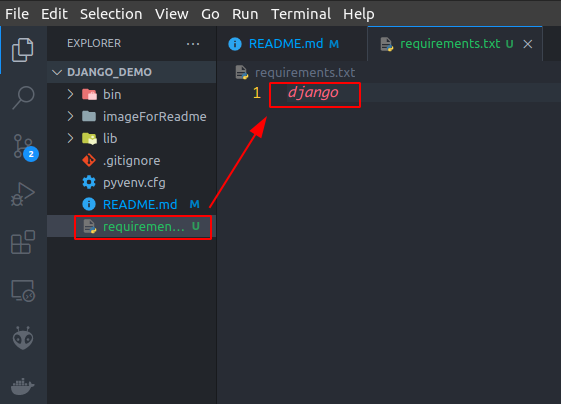 File Edit Selection View Go Run Terminal Help
EXPLORER ...
README.md M requirements.txt U
DJANGO_DEMO
requirements.txt
bin
1 django
imageForReadme
lib
2
.gitignore
pyvenv.cfg
README.md M
requiremen... U